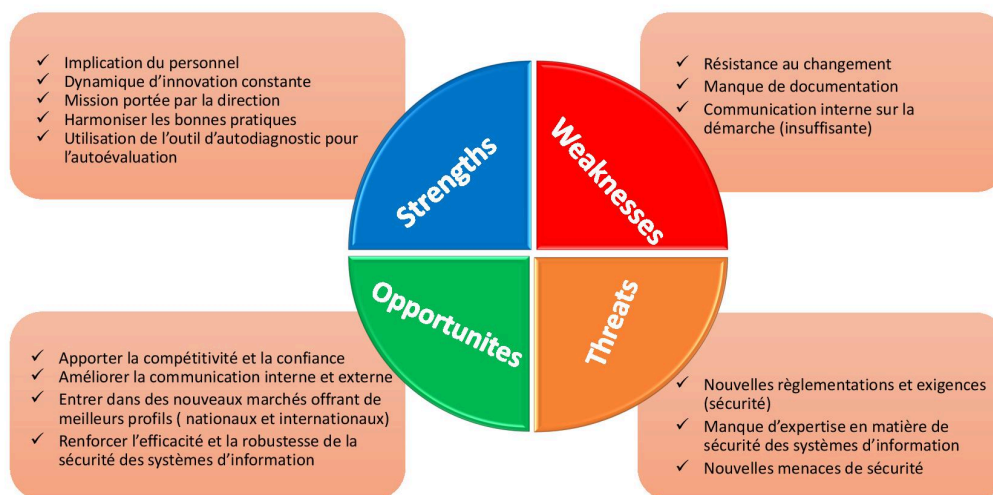 Implication du personnel
Dynamique d’innovation constante
Mission portée par la direction
Harmoniser les bonnes pratiques
Utilisation de l’outil d’autodiagnostic pour
l’autoévaluation
Strengths
Weaknesses
Résistance au changement
Manque de documentation
Communication interne sur la
démarche (insuffisante)
Apporter la compétitivité et la confiance
Améliorer la communication interne et externe
Entrer dans des nouveaux marchés offrant de
meilleurs profils ( nationaux et internationaux)
Renforcer l’efficacité et la robustesse de la
sécurité des systèmes d’information
Opportunites
Threats
Nouvelles règlementations et exigences
(sécurité)
Manque d’expertise en matière de
sécurité des systèmes d’information
Nouvelles menaces de sécurité